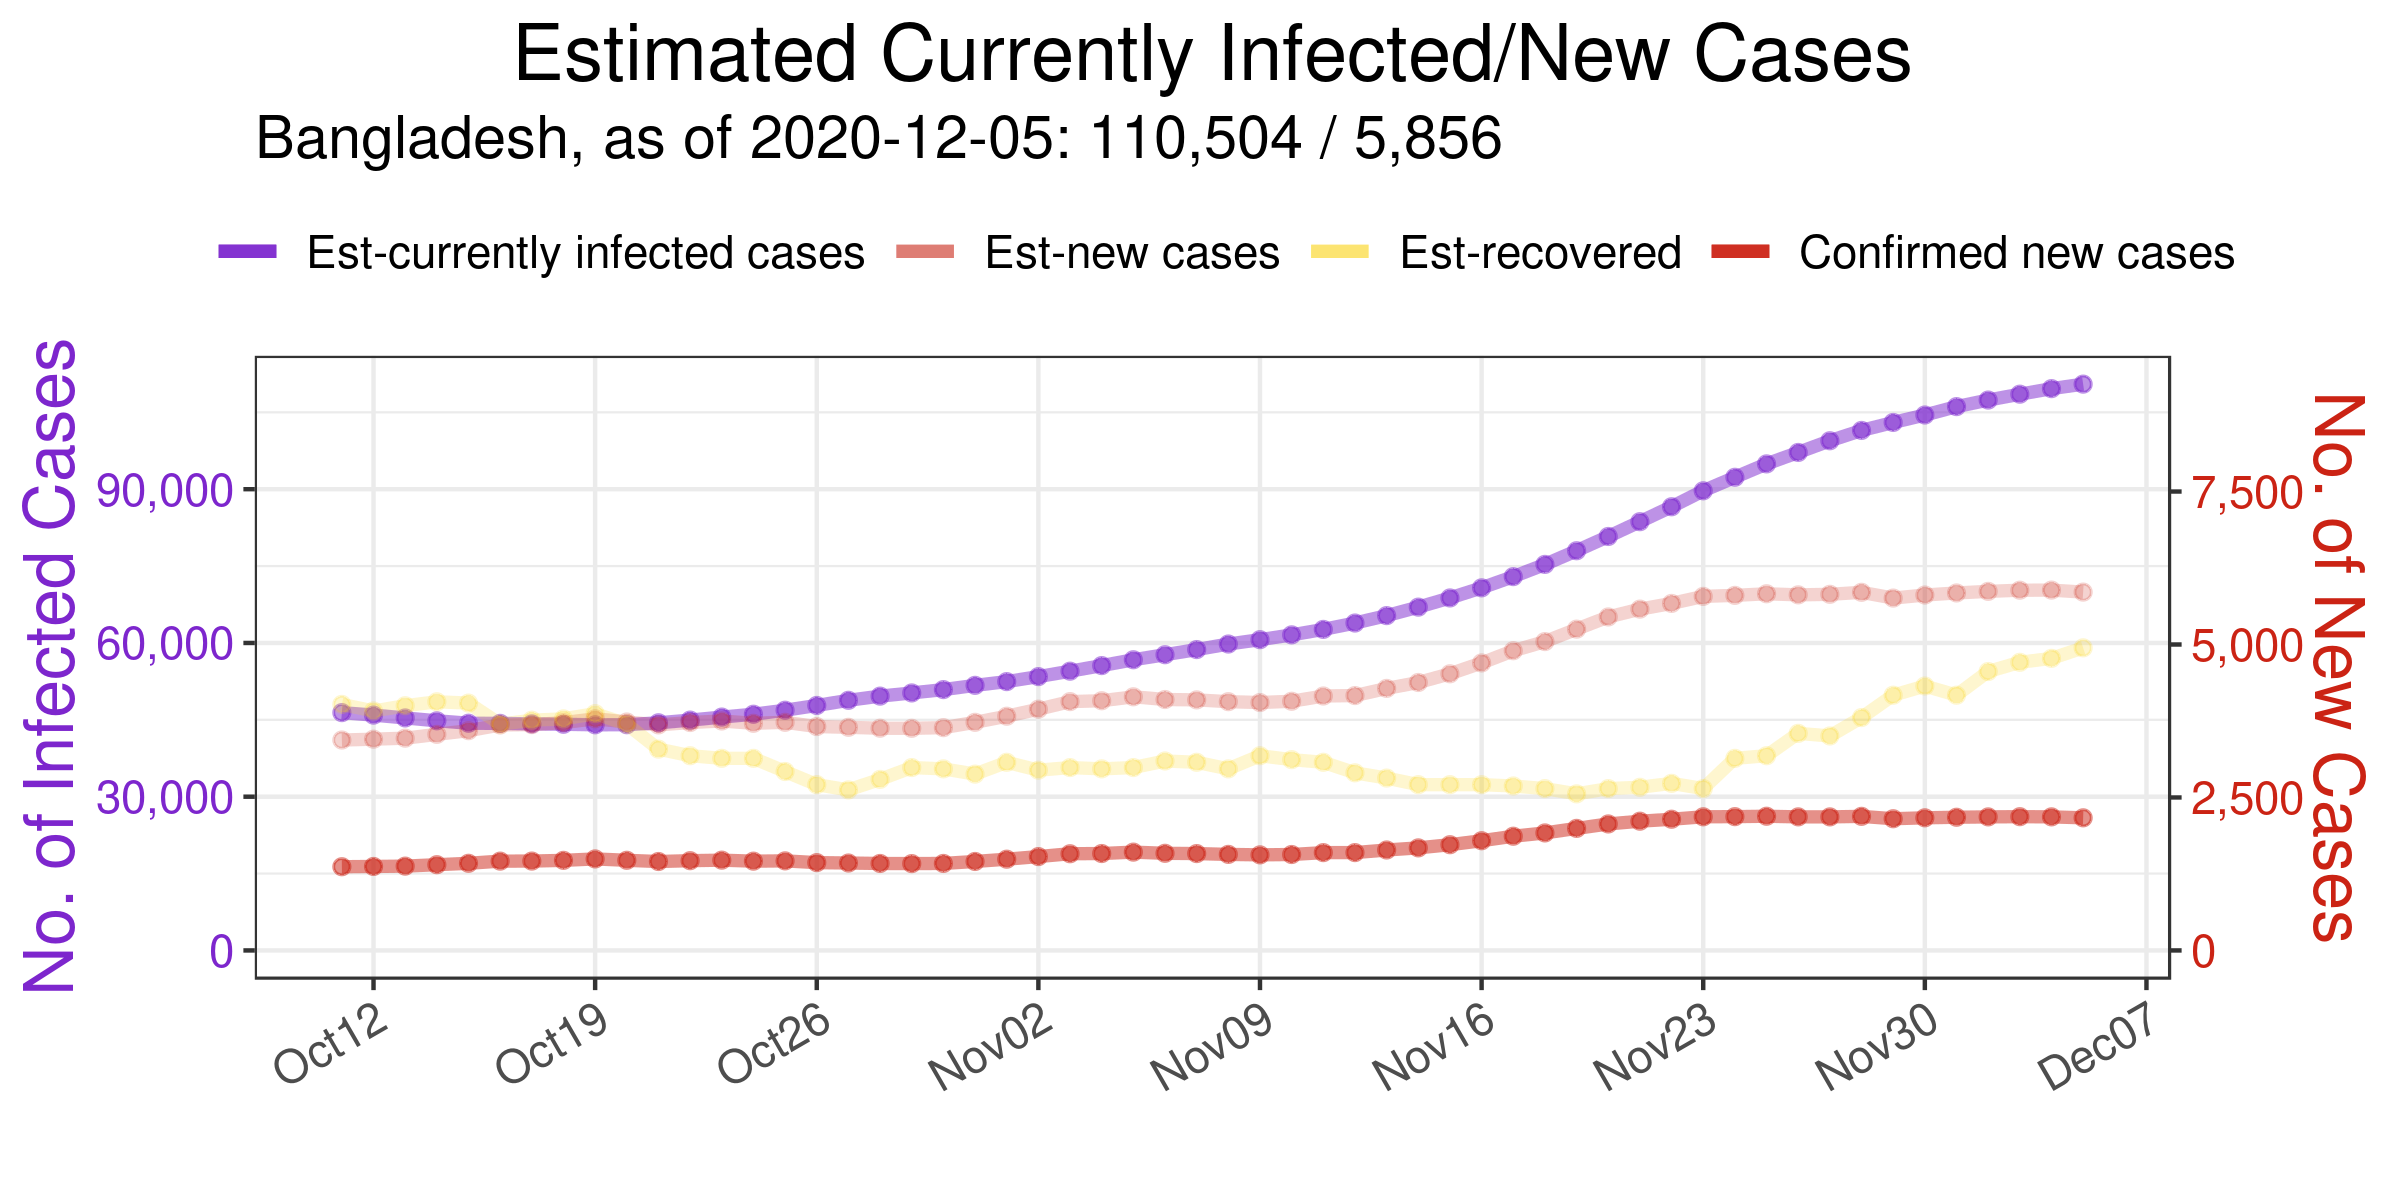 Estimated Currently Infected/New Cases
Bangladesh, as of 2020-12-05: 110,504 / 5,856
Est-currently infected cases Est-new cases Est-recovered Confirmed new cases
No. of Infected Cases
90,000
60,000
30,000
0
7,500
5,000
2,500
0
No. of New Cases
Oct12 Oct19 Oct26 Nov02 Nov09 Nov16 Nov23 Nov30 Dec07